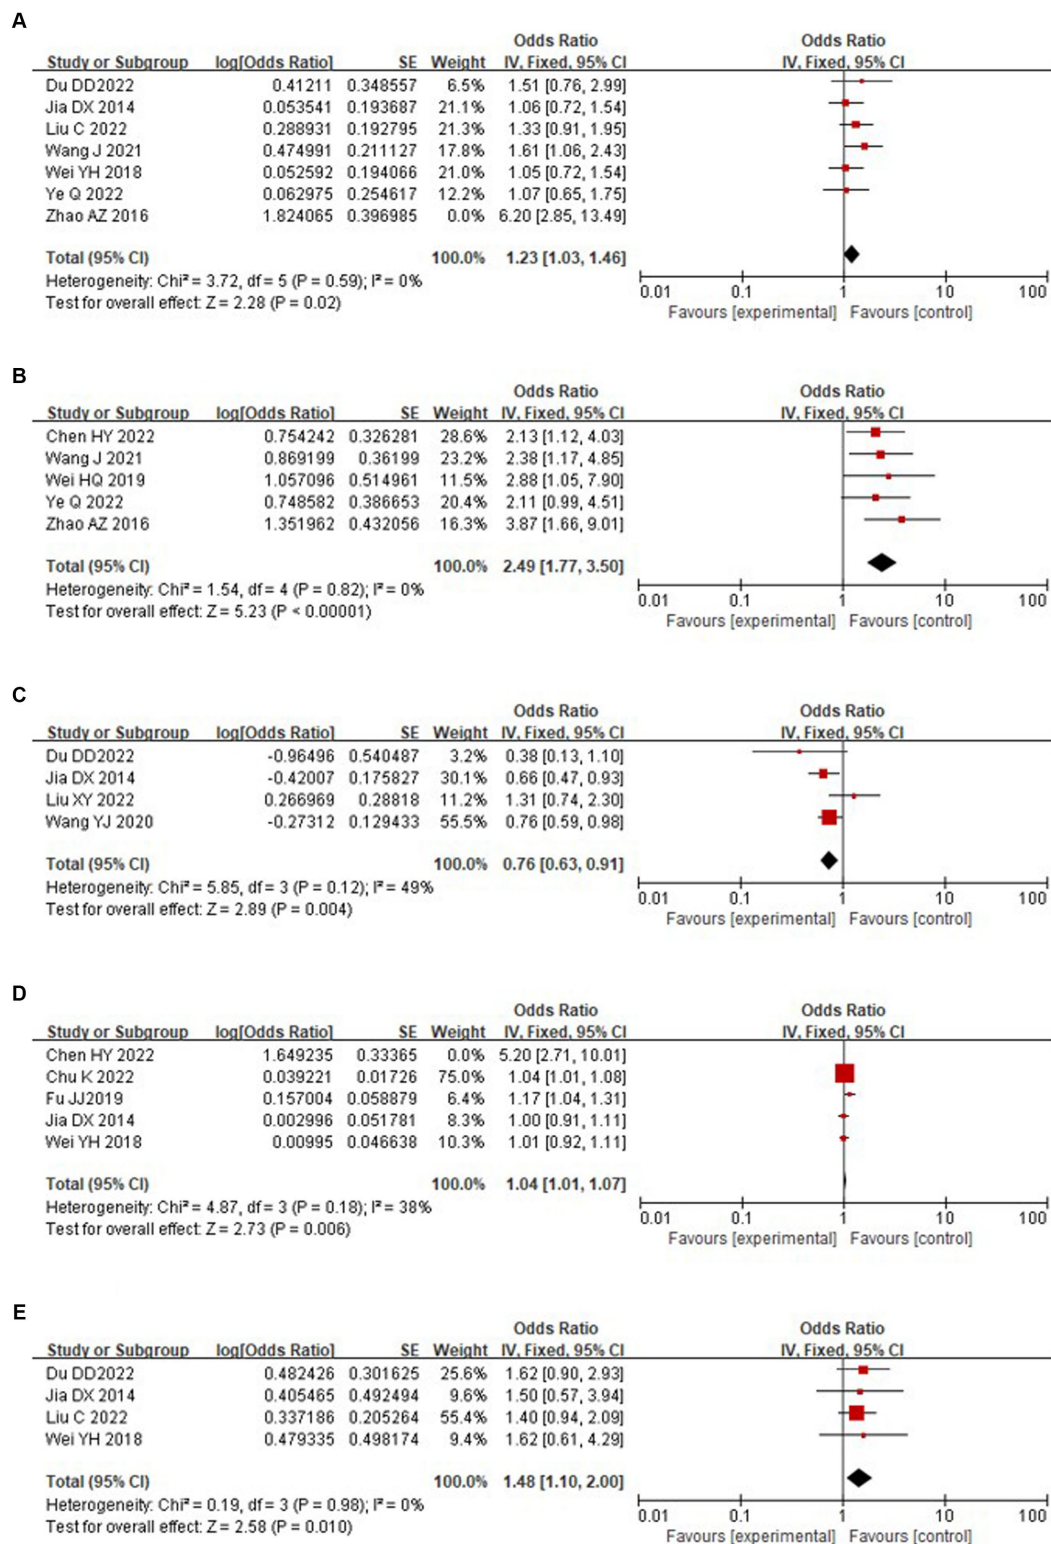 A
Odds Ratio Odds Ratio
Study or Subgroup log[Odds Ratio] SE Weight IV, Fixed, 95% CI IV, Fixed, 95% CI
Du DD2022 0.41211 0.348557 6.5% 1.51 [0.76, 2.99]
Jia DX 2014 0.053541 0.193687 21.1% 1.06 [0.72, 1.54]
Liu C 2022 0.288931 0.192795 21.3% 1.33 [0.91, 1.95]
Wang J 2021 0.474991 0.211127 17.8% 1.61 [1.06, 2.43]
Wei YH 2018 0.052592 0.194066 21.0% 1.05 [0.72, 1.54]
Ye Q 2022 0.062975 0.254617 12.2% 1.07 [0.65, 1.75]
Zhao AZ 2016 1.824065 0.396985 0.0% 6.20 [2.85, 13.49]
Total (95% CI) 100.0% 1.23 [1.03, 1.46]
Heterogeneity: Chi² = 3.72, df = 5 (P = 0.59); I² = 0%
Test for overall effect: Z = 2.28 (P = 0.02)
0.01 0.1 1 10 100
Favours [experimental] Favours [control]
B
Odds Ratio Odds Ratio
Study or Subgroup log[Odds Ratio] SE Weight IV, Fixed, 95% CI IV, Fixed, 95% CI
Chen HY 2022 0.754242 0.326281 28.6% 2.13 [1.12, 4.03]
Wang J 2021 0.869199 0.36199 23.2% 2.38 [1.17, 4.85]
Wei HQ 2019 1.057096 0.514961 11.5% 2.88 [1.05, 7.90]
Ye Q 2022 0.748582 0.386653 20.4% 2.11 [0.99, 4.51]
Zhao AZ 2016 1.351962 0.432056 16.3% 3.87 [1.66, 9.01]
Total (95% CI) 100.0% 2.49 [1.77, 3.50]
Heterogeneity: Chi² = 1.54, df = 4 (P = 0.82); I² = 0%
Test for overall effect: Z = 5.23 (P < 0.00001)
0.01 0.1 1 10 100
Favours [experimental] Favours [control]
C
Odds Ratio Odds Ratio
Study or Subgroup log[Odds Ratio] SE Weight IV, Fixed, 95% CI IV, Fixed, 95% CI
Du DD2022 -0.96496 0.540487 3.2% 0.38 [0.13, 1.10]
Jia DX 2014 -0.42007 0.175827 30.1% 0.66 [0.47, 0.93]
Liu XY 2022 0.266969 0.28818 11.2% 1.31 [0.74, 2.30]
Wang YJ 2020 -0.27312 0.129433 55.5% 0.76 [0.59, 0.98]
Total (95% CI) 100.0% 0.76 [0.63, 0.91]
Heterogeneity: Chi² = 5.85, df = 3 (P = 0.12); I² = 49%
Test for overall effect: Z = 2.89 (P = 0.004)
0.01 0.1 1 10 100
Favours [experimental] Favours [control]
D
Odds Ratio Odds Ratio
Study or Subgroup log[Odds Ratio] SE Weight IV, Fixed, 95% CI IV, Fixed, 95% CI
Chen HY 2022 1.649235 0.33365 0.0% 5.20 [2.71, 10.01]
Chu K 2022 0.039221 0.01726 75.0% 1.04 [1.01, 1.08]
Fu JJ2019 0.157004 0.058879 6.4% 1.17 [1.04, 1.31]
Jia DX 2014 0.002996 0.051781 8.3% 1.00 [0.91, 1.11]
Wei YH 2018 0.00995 0.046638 10.3% 1.01 [0.92, 1.11]
Total (95% CI) 100.0% 1.04 [1.01, 1.07]
Heterogeneity: Chi² = 4.87, df = 3 (P = 0.18); I² = 38%
Test for overall effect: Z = 2.73 (P = 0.006)
0.01 0.1 1 10 100
Favours [experimental] Favours [control]
E
Odds Ratio Odds Ratio
Study or Subgroup log[Odds Ratio] SE Weight IV, Fixed, 95% CI IV, Fixed, 95% CI
Du DD2022 0.482426 0.301625 25.6% 1.62 [0.90, 2.93]
Jia DX 2014 0.405465 0.492494 9.6% 1.50 [0.57, 3.94]
Liu C 2022 0.337186 0.205264 55.4% 1.40 [0.94, 2.09]
Wei YH 2018 0.479335 0.498174 9.4% 1.62 [0.61, 4.29]
Total (95% CI) 100.0% 1.48 [1.10, 2.00]
Heterogeneity: Chi² = 0.19, df = 3 (P = 0.98); I² = 0%
Test for overall effect: Z = 2.58 (P = 0.010)
0.01 0.1 1 10 100
Favours [experimental] Favours [control]